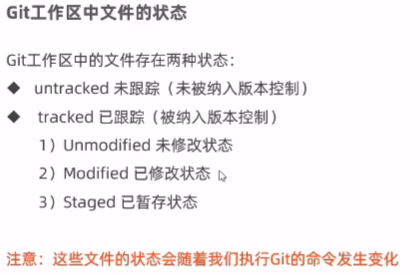 Git工作区中文件的状态
Git工作区中的文件存在两种状态：
◆ untracked 未跟踪（未被纳入版本控制）
◆ tracked 已跟踪（被纳入版本控制）
1）Unmodified 未修改状态
2）Modified 已修改状态
3）Staged 已暂存状态
注意：这些文件的状态会随着我们执行Git的命令发生变化